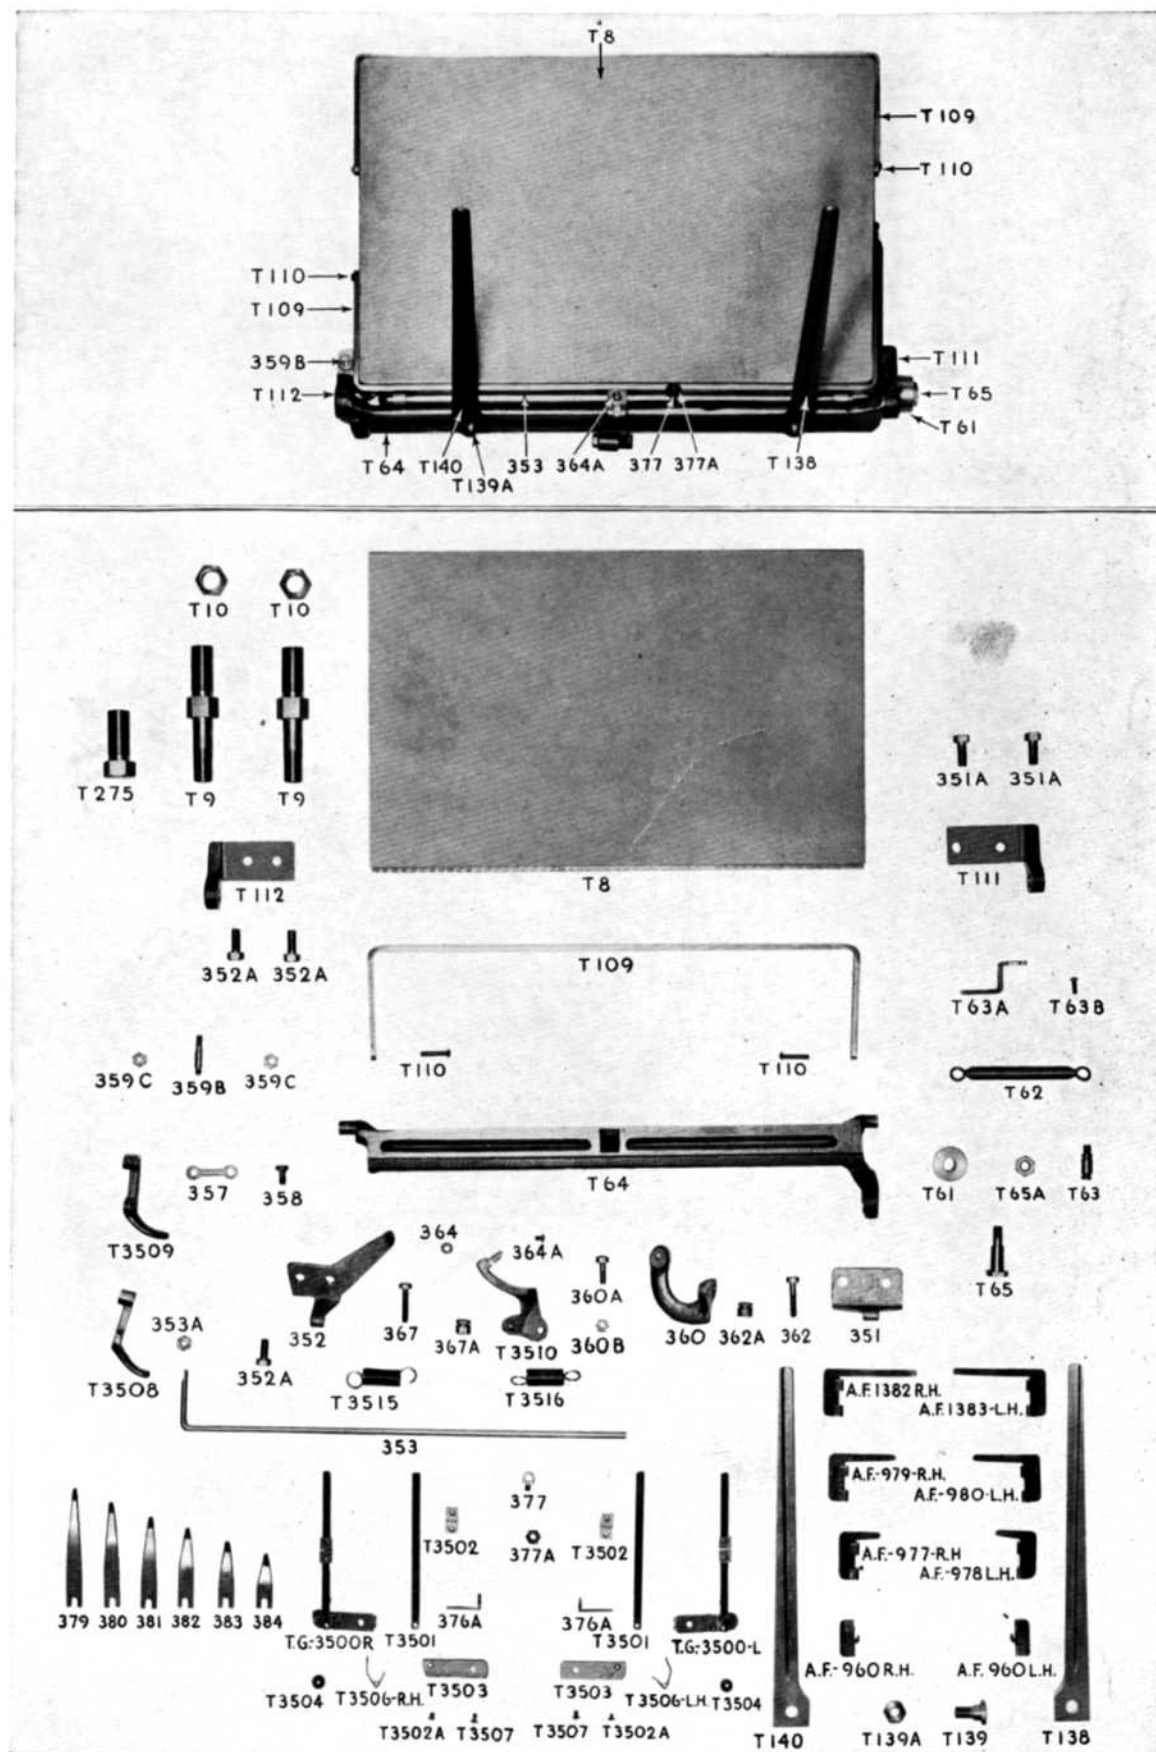 T8
T109
T110
T110
T109
359B
T111
T112
T65
T61
T64 T140 353 364A 377 377A T138
T139A
T10 T10
351A 351A
T275 T9 T9
T8
T112 T111
352A 352A
T109
T63A T63B
T110 T110
359C 359B 359C
T62
357 358
T64
T61 T65A T63
T3509
364 364A
360A
T65
353A
352 367 367A T3510 360B 360 362A 362 351
T3508 352A T3515 T3516
A.F.1382 R.H.
A.F.1383-L.H.
353
A.F.-979-R.H.
A.F.-980-L.H.
377
T3502 377A T3502
A.F.-977-R.H
A.F.-978 L.H.
379 380 381 382 383 384
376A 376A
T.G.-3500R T3501 T3501 T.G.-3500-L
A.F.-960 R.H. A.F. 960 L.H.
T3504 T3506-R.H. T3503 T3503 T3506-L.H. T3504
T3502A T3507 T3507 T3502A
T140 T139A T139 T138